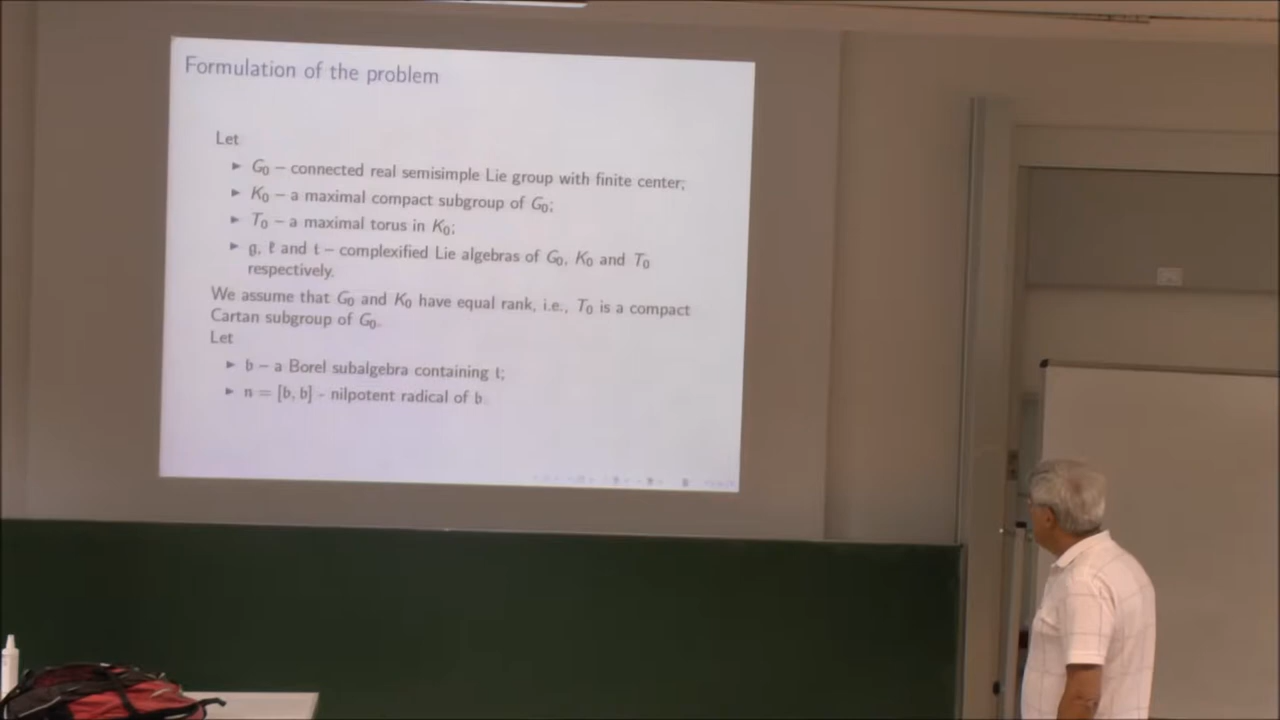 Formulation of the problem
Let
► G₀ – connected real semisimple Lie group with finite center;
► K₀ – a maximal compact subgroup of G₀;
► T₀ – a maximal torus in K₀;
► 𝔤, 𝔨 and 𝔱 – complexified Lie algebras of G₀, K₀ and T₀
respectively.
We assume that G₀ and K₀ have equal rank, i.e., T₀ is a compact
Cartan subgroup of G₀.
Let
► 𝔟 – a Borel subalgebra containing 𝔱;
► 𝔫 = [𝔟, 𝔟] - nilpotent radical of 𝔟.